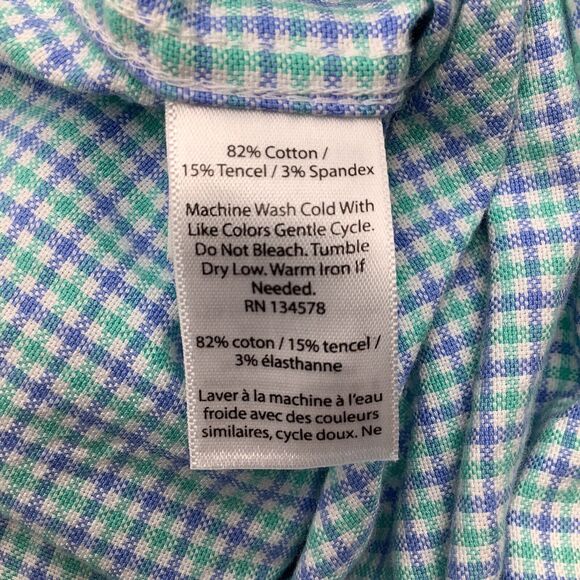 82% Cotton /
15% Tencel / 3% Spandex
Machine Wash Cold With
Like Colors Gentle Cycle.
Do Not Bleach. Tumble
Dry Low. Warm Iron If
Needed.
RN 134578
82% coton / 15% tencel /
3% élasthanne
Laver à la machine à l'eau
froide avec des couleurs
similaires, cycle doux. Ne